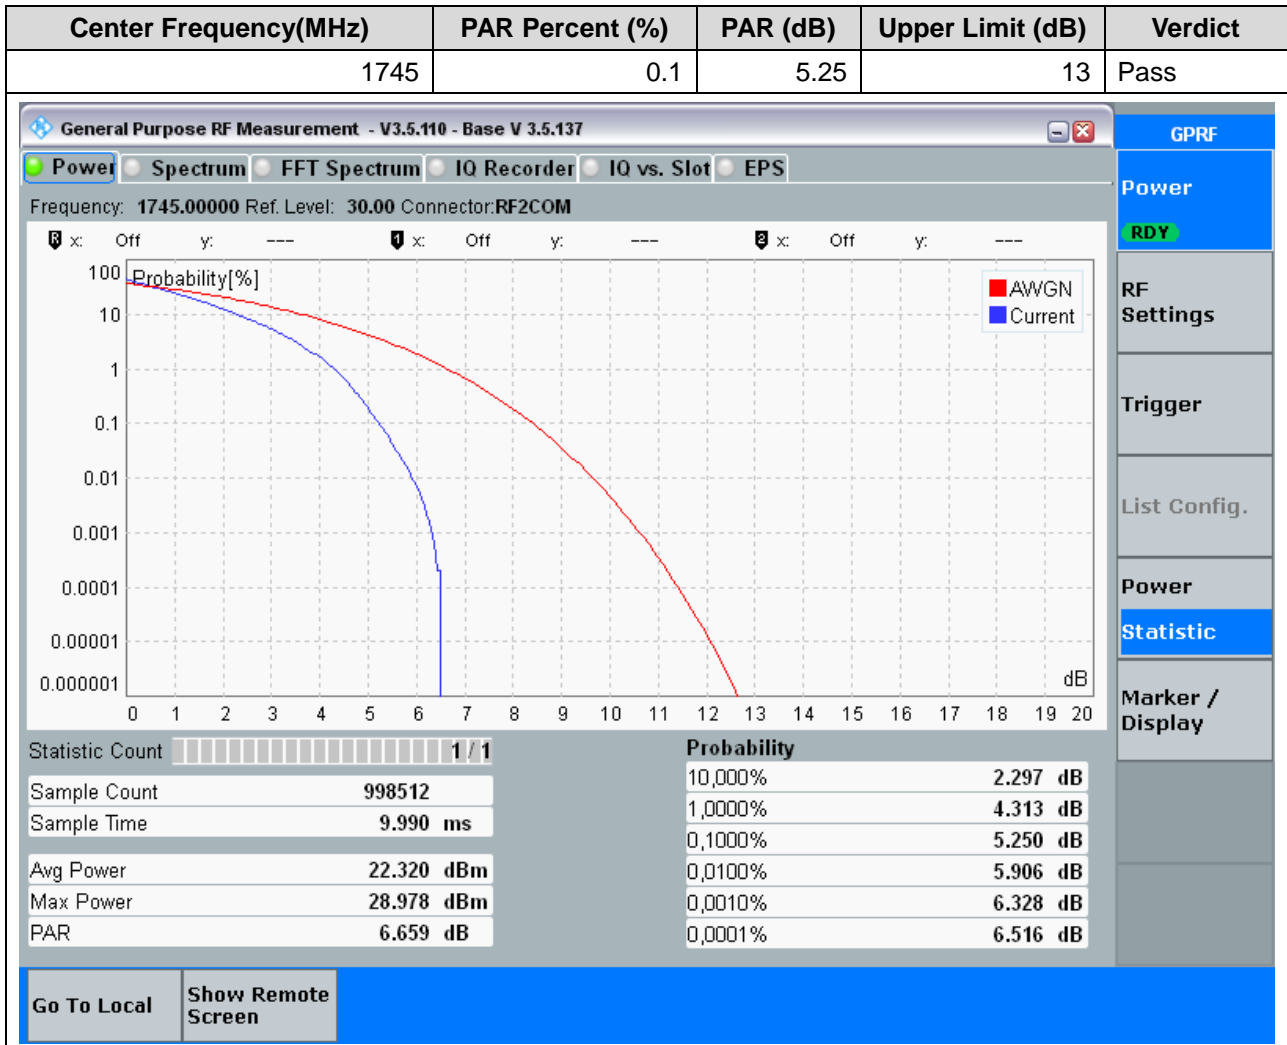 Center Frequency(MHz) PAR Percent (%) PAR (dB) Upper Limit (dB) Verdict
1745 0.1 5.25 13 Pass
General Purpose RF Measurement - V3.5.110 - Base V 3.5.137
GPRF
Power Spectrum FFT Spectrum IQ Recorder IQ vs. Slot EPS
Power
RDY
Frequency: 1745.00000 Ref. Level: 30.00 Connector:RF2COM
R x: Off y: --- 1 x: Off y: --- 2 x: Off y: ---
Probability[%]
AWGN
Current
100
10
1
0.1
0.01
0.001
0.0001
0.00001
0.000001
dB
0 1 2 3 4 5 6 7 8 9 10 11 12 13 14 15 16 17 18 19 20
RF
Settings
Trigger
List Config.
Power
Statistic
Marker /
Display
Statistic Count 1 / 1
Sample Count 998512
Sample Time 9.990 ms
Avg Power 22.320 dBm
Max Power 28.978 dBm
PAR 6.659 dB
Probability
10,000% 2.297 dB
1,0000% 4.313 dB
0,1000% 5.250 dB
0,0100% 5.906 dB
0,0010% 6.328 dB
0,0001% 6.516 dB
Go To Local
Show Remote
Screen